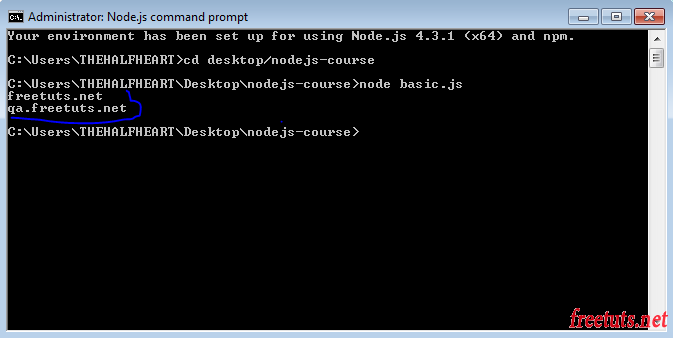 Administrator: Node.js command prompt
Your environment has been set up for using Node.js 4.3.1 (x64) and npm.
C:\Users\THEHALFHEART>cd desktop/nodejs-course
C:\Users\THEHALFHEART\Desktop\nodejs-course>node basic.js
freetuts.net
qa.freetuts.net
C:\Users\THEHALFHEART\Desktop\nodejs-course>
freetuts.net